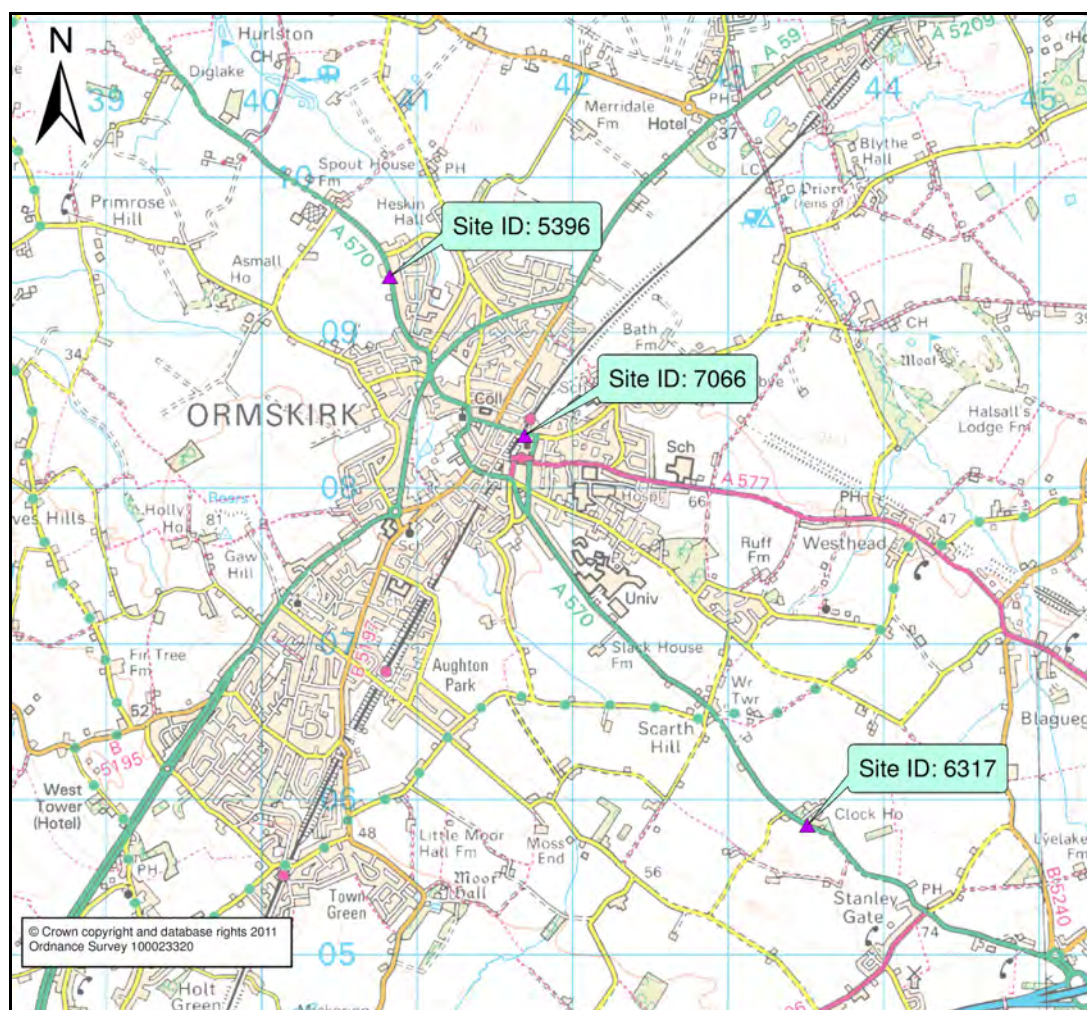 N
Hurlston
CH
Diglake
39
40
41
42
43
44
45
A 59
A 5209
PH
Merridale
Fm
Hotel
37
Blythe
Hall
LC
Priory
(rems of)
10
Spout House
Fm
PH
Primrose
Hill
Heskin
Hall
A 570
Site ID: 5396
Asmall
Ho
09
34
Bath
Fm
CH
Moat
39
Site ID: 7066
ORMSKIRK
Coll
Halsall's
Lodge Fm
Sch
A 577
08
Hospl
66
PH
47
Holly
Ho
81
Gaw
Hill
Sch
Ruff
Fm
Westhead
Univ
A 570
Sch
Slack House
Fm
Fir Tree
Fm
B 5197
Aughton
Park
Wr
Twr
52
Scarth
Hill
B
5195
Site ID: 6317
West
Tower
(Hotel)
06
48
Little Moor
Hall Fm
Moss
End
Clock Ho
PH
Moor
Hall
56
Town
Green
Stanley
Gate
PH
74
B 5240
© Crown copyright and database rights 2011
Ordnance Survey 100023320
05
Holt
Green